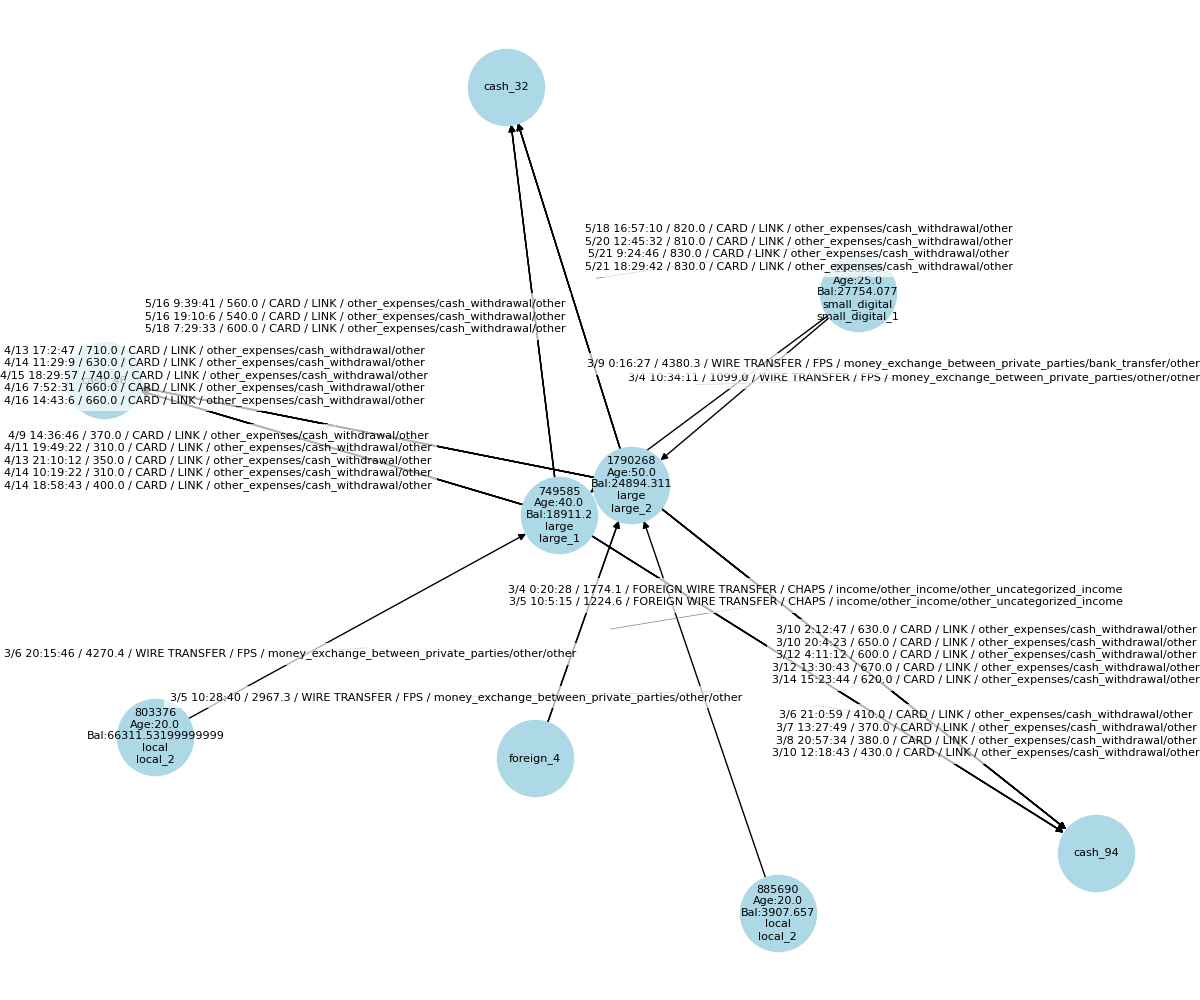 cash_32
5/18 16:57:10 / 820.0 / CARD / LINK / other_expenses/cash_withdrawal/other
5/20 12:45:32 / 810.0 / CARD / LINK / other_expenses/cash_withdrawal/other
5/21 9:24:46 / 830.0 / CARD / LINK / other_expenses/cash_withdrawal/other
5/21 18:29:42 / 830.0 / CARD / LINK / other_expenses/cash_withdrawal/other
Age:25.0
Bal:27754.077
small_digital
small_digital_1
5/16 9:39:41 / 560.0 / CARD / LINK / other_expenses/cash_withdrawal/other
5/16 19:10:6 / 540.0 / CARD / LINK / other_expenses/cash_withdrawal/other
5/18 7:29:33 / 600.0 / CARD / LINK / other_expenses/cash_withdrawal/other
4/13 17:2:47 / 710.0 / CARD / LINK / other_expenses/cash_withdrawal/other
4/14 11:29:9 / 630.0 / CARD / LINK / other_expenses/cash_withdrawal/other
4/15 18:29:57 / 740.0 / CARD / LINK / other_expenses/cash_withdrawal/other
4/16 7:52:31 / 660.0 / CARD / LINK / other_expenses/cash_withdrawal/other
4/16 14:43:6 / 660.0 / CARD / LINK / other_expenses/cash_withdrawal/other
3/9 0:16:27 / 4380.3 / WIRE TRANSFER / FPS / money_exchange_between_private_parties/bank_transfer/other
3/4 10:34:11 / 1099.0 / WIRE TRANSFER / FPS / money_exchange_between_private_parties/other/other
4/9 14:36:46 / 370.0 / CARD / LINK / other_expenses/cash_withdrawal/other
4/11 19:49:22 / 310.0 / CARD / LINK / other_expenses/cash_withdrawal/other
4/13 21:10:12 / 350.0 / CARD / LINK / other_expenses/cash_withdrawal/other
4/14 10:19:22 / 310.0 / CARD / LINK / other_expenses/cash_withdrawal/other
4/14 18:58:43 / 400.0 / CARD / LINK / other_expenses/cash_withdrawal/other
1790268
Age:50.0
Bal:24894.311
large
large_2
749585
Age:40.0
Bal:18911.2
large
large_1
3/4 0:20:28 / 1774.1 / FOREIGN WIRE TRANSFER / CHAPS / income/other_income/other_uncategorized_income
3/5 10:5:15 / 1224.6 / FOREIGN WIRE TRANSFER / CHAPS / income/other_income/other_uncategorized_income
3/10 2:12:47 / 630.0 / CARD / LINK / other_expenses/cash_withdrawal/other
3/10 20:4:23 / 650.0 / CARD / LINK / other_expenses/cash_withdrawal/other
3/12 4:11:12 / 600.0 / CARD / LINK / other_expenses/cash_withdrawal/other
3/12 13:30:43 / 670.0 / CARD / LINK / other_expenses/cash_withdrawal/other
3/14 15:23:44 / 620.0 / CARD / LINK / other_expenses/cash_withdrawal/other
3/6 20:15:46 / 4270.4 / WIRE TRANSFER / FPS / money_exchange_between_private_parties/other/other
3/5 10:28:40 / 2967.3 / WIRE TRANSFER / FPS / money_exchange_between_private_parties/other/other
3/6 21:0:59 / 410.0 / CARD / LINK / other_expenses/cash_withdrawal/other
3/7 13:27:49 / 370.0 / CARD / LINK / other_expenses/cash_withdrawal/other
3/8 20:57:34 / 380.0 / CARD / LINK / other_expenses/cash_withdrawal/other
3/10 12:18:43 / 430.0 / CARD / LINK / other_expenses/cash_withdrawal/other
803376
Age:20.0
Bal:66311.53199999999
local
local_2
foreign_4
cash_94
885690
Age:20.0
Bal:3907.657
local
local_2